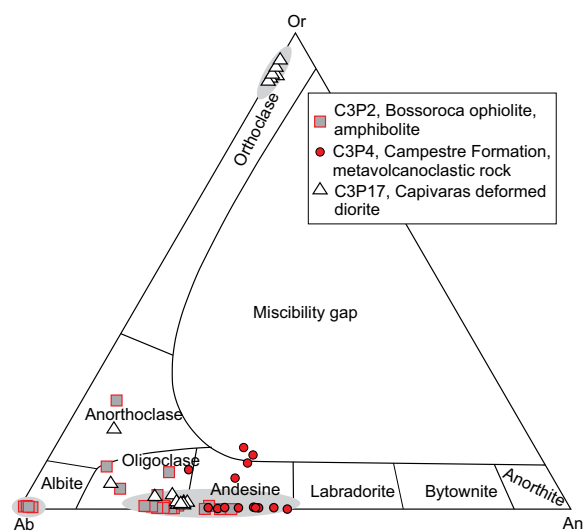 Or
Orthoclase
C3P2, Bossoroca ophiolite,
amphibolite
C3P4, Campestre Formation,
metavolcanoclastic rock
C3P17, Capivaras deformed
diorite
Miscibility gap
Anorthoclase
Oligoclase
Albite
Andesine
Labradorite
Bytownite
Anorthite
Ab
An